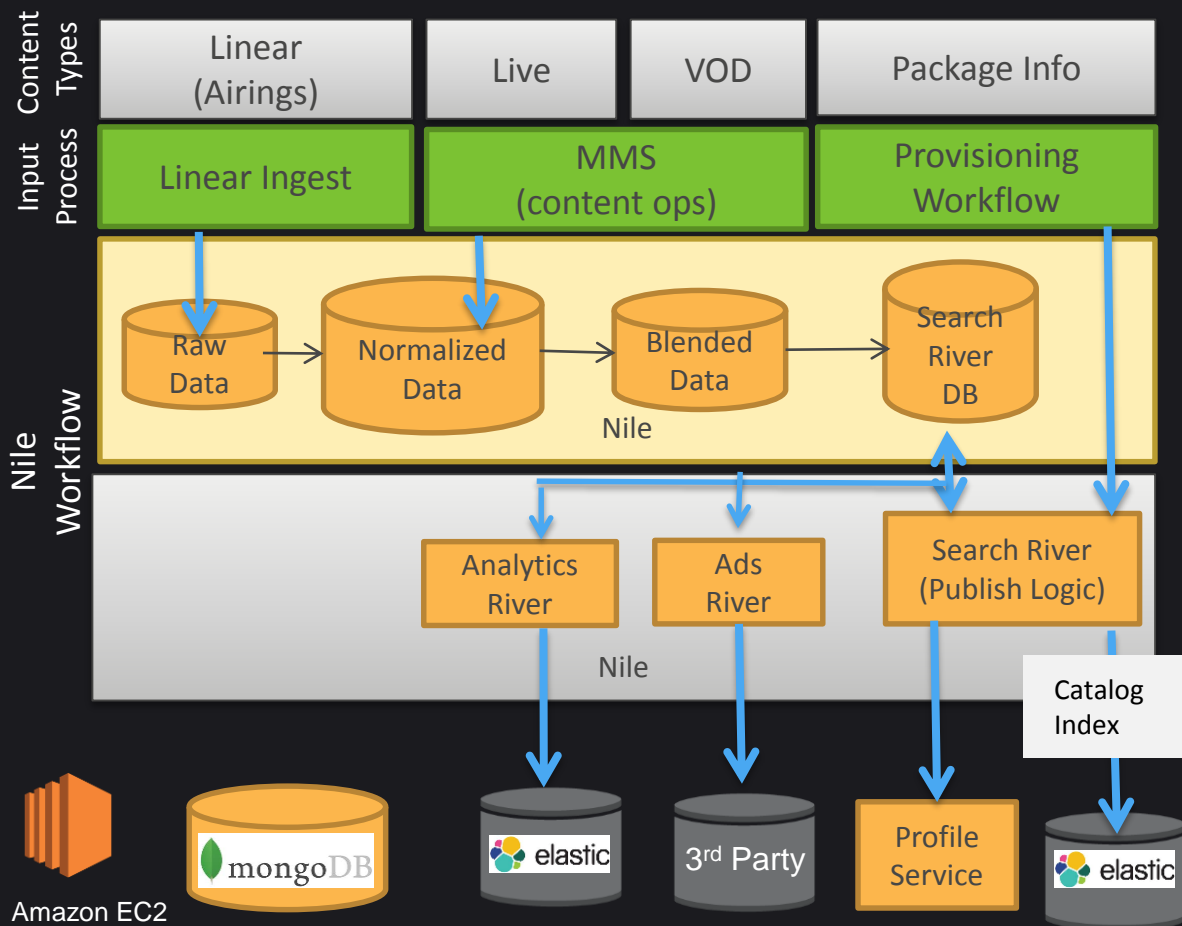 Content
Types
Linear
(Airings)
Live
VOD
Package Info
Input
Process
Linear Ingest
MMS
(content ops)
Provisioning
Workflow
Nile
Workflow
Raw
Data
Normalized
Data
Blended
Data
Search
River
DB
Nile
Analytics
River
Ads
River
Search River
(Publish Logic)
Nile
Catalog
Index
Amazon EC2
mongoDB
elastic
3rd Party
Profile
Service
elastic